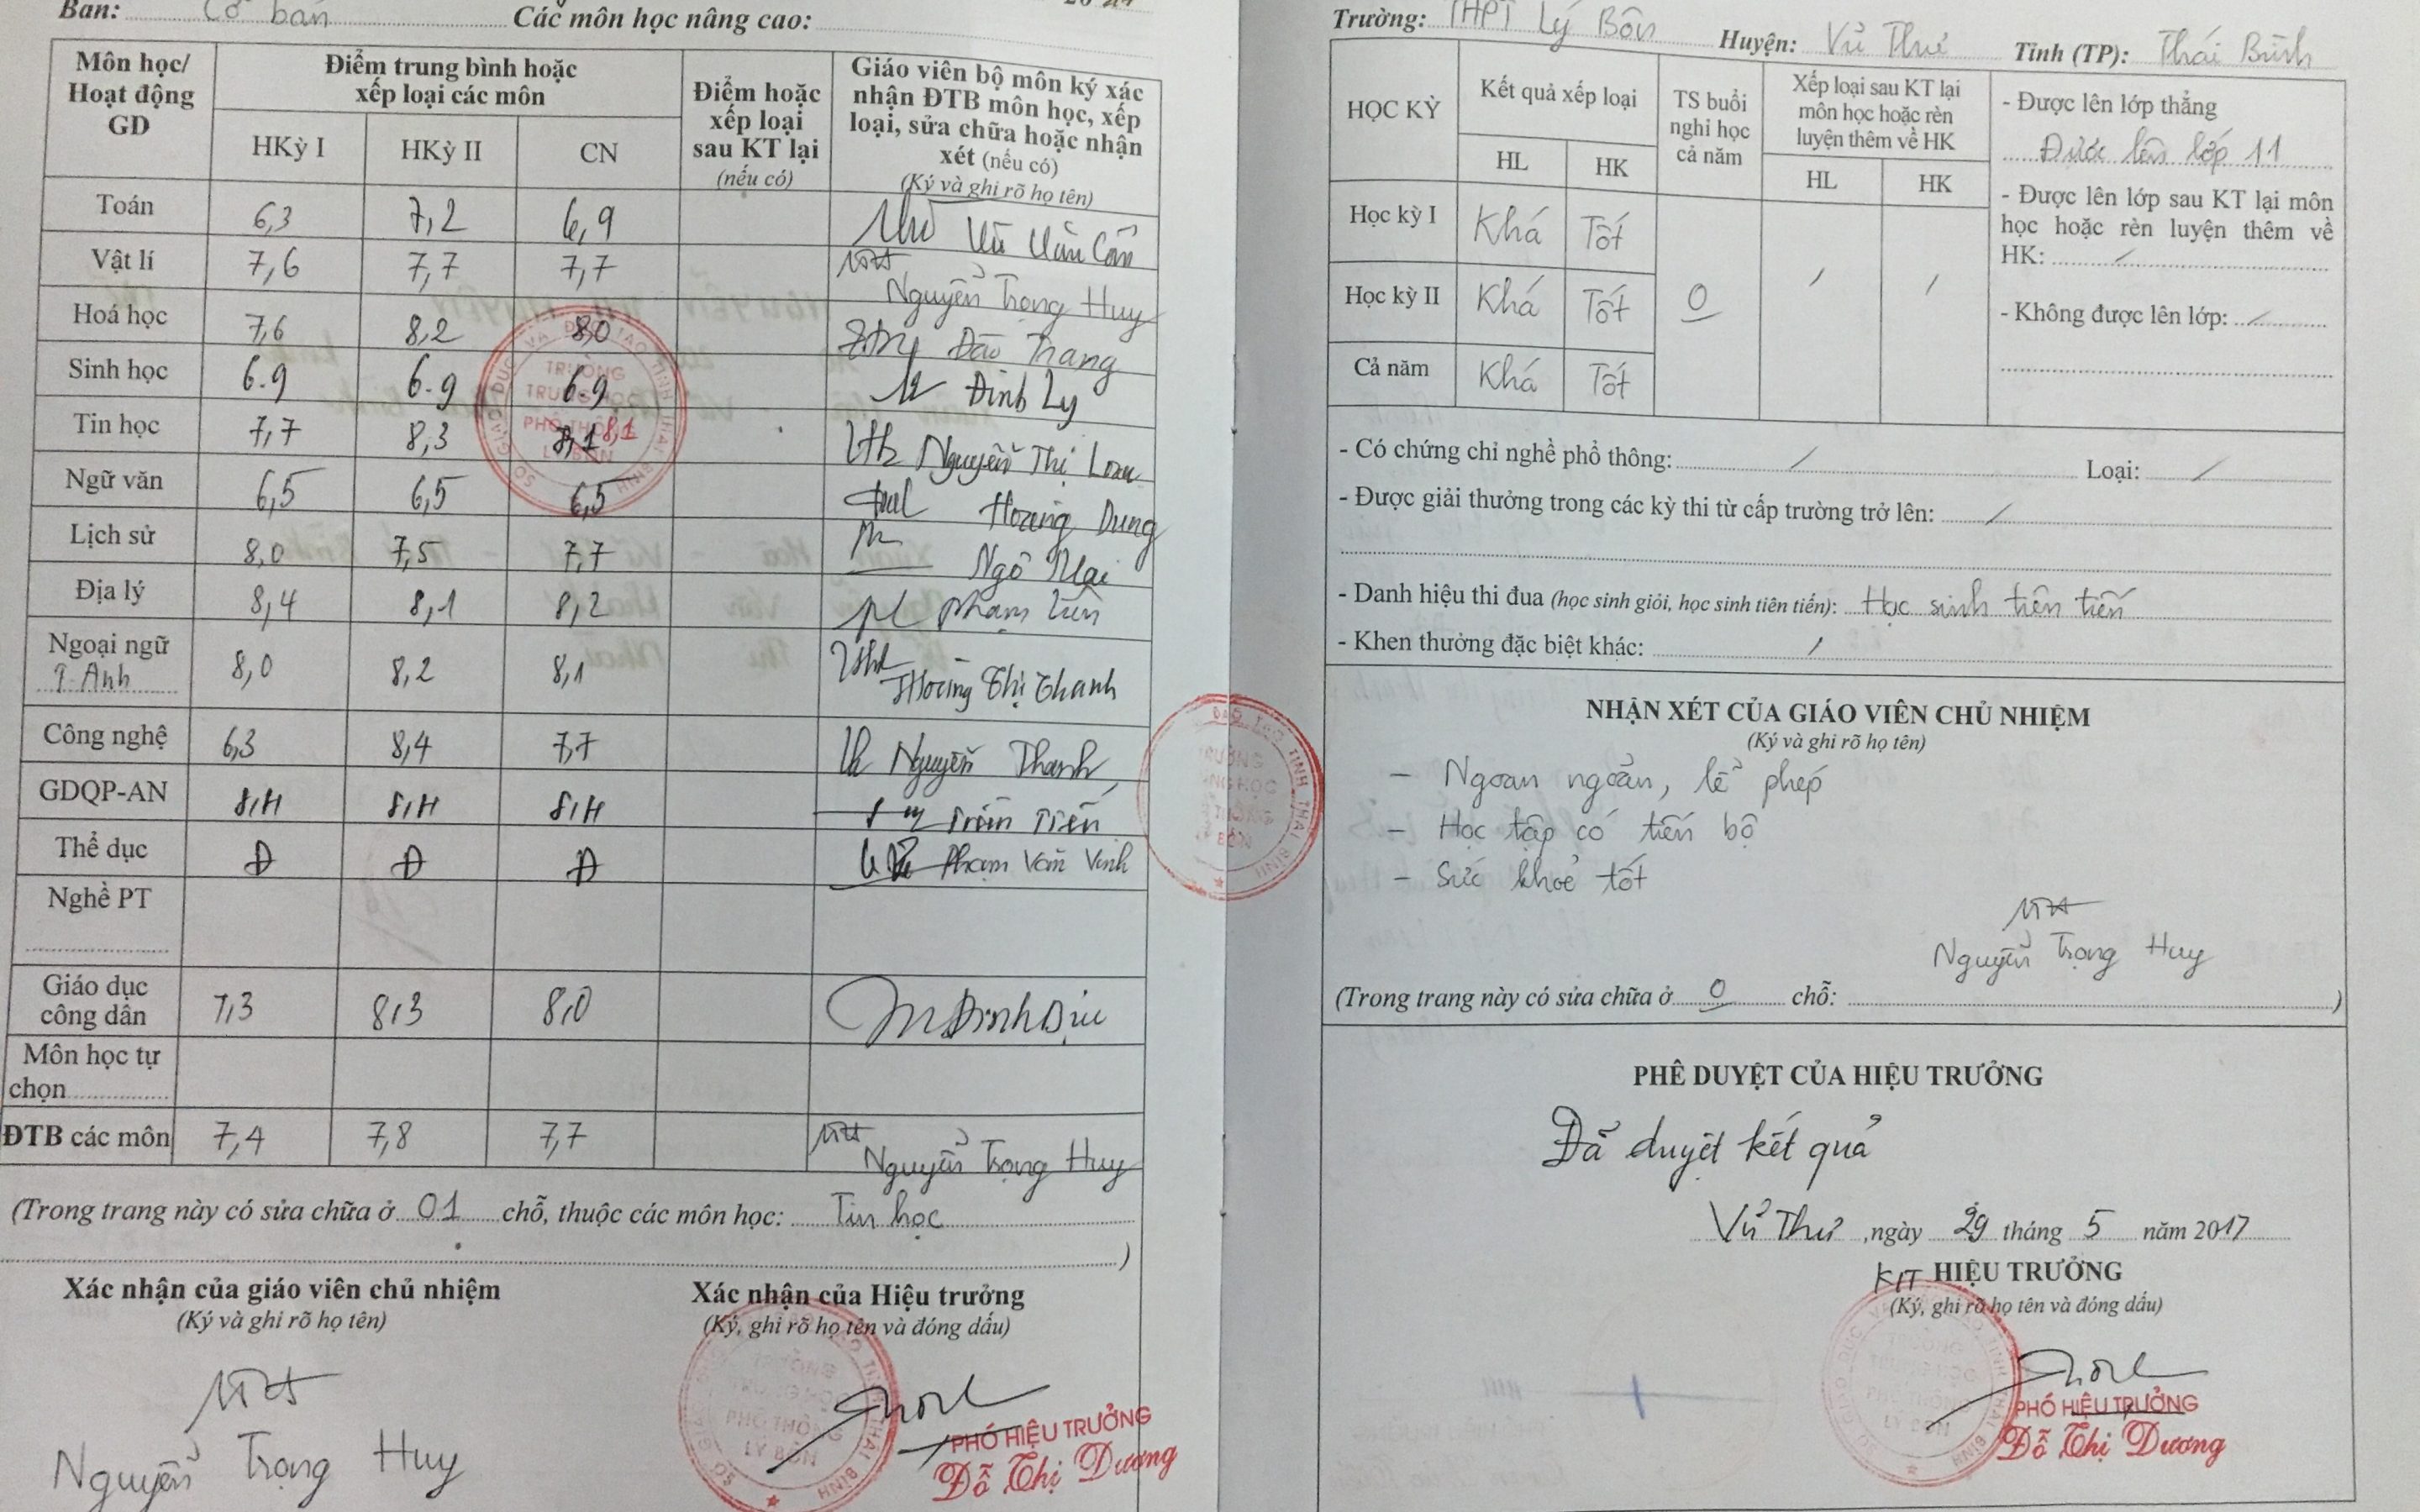 Ban: Cơ bản Các môn học nâng cao:
Môn học/ Hoạt động GD
Điểm trung bình hoặc xếp loại các môn
HKỳ I HKỳ II CN
Điểm hoặc xếp loại sau KT lại (nếu có)
Giáo viên bộ môn ký xác nhận ĐTB môn học, xếp loại, sửa chữa hoặc nhận xét (nếu có)
(Ký và ghi rõ họ tên)
Toán 6,3 7,2 6,9
Vật lí 7,6 7,7 7,7 Nguyễn Trọng Huy
Hoá học 7,6 8,2 8,0 Đào Trang
Sinh học 6.9 6.9 6.9 Đinh Ly
Tin học 7,7 8,3 8,1 8,1 Nguyễn Thị Loan
Ngữ văn 6,5 6,5 6,5 Hoàng Dung
Lịch sử 8,0 7,5 7,7 Ngô Mai
Địa lý 8,4 8,1 8,2 Phạm
Ngoại ngữ T. Anh 8,0 8,2 8,1 Hoàng Thị Thanh
Công nghệ 6,3 8,4 7,7 Nguyễn Thanh
GDQP-AN 8,4 8,4 8,4 Trần Tiến
Thể dục Đ Đ Đ Phạm Văn Vinh
Nghề PT
Giáo dục công dân 7,3 8,3 8,0
Môn học tự chọn
ĐTB các môn 7,4 7,8 7,7 Nguyễn Trọng Huy
(Trong trang này có sửa chữa ở 01 chỗ, thuộc các môn học: Tin học
)
Xác nhận của giáo viên chủ nhiệm
(Ký và ghi rõ họ tên)
Nguyễn Trọng Huy
Xác nhận của Hiệu trưởng
(Ký, ghi rõ họ tên và đóng dấu)
PHÓ HIỆU TRƯỞNG
Đỗ Thị Dương
Trường: THPT Lý Bôn Huyện: Vũ Thư Tỉnh (TP): Thái Bình
HỌC KỲ
Kết quả xếp loại
HL HK
TS buổi nghỉ học cả năm
Xếp loại sau KT lại môn học hoặc rèn luyện thêm về HK
HL HK
Học kỳ I Khá Tốt
Học kỳ II Khá Tốt 0 / /
Cả năm Khá Tốt
- Được lên lớp thẳng
Được lên lớp 11
- Được lên lớp sau KT lại môn
học hoặc rèn luyện thêm về
HK: /
- Không được lên lớp: /
- Có chứng chỉ nghề phổ thông: / Loại: /
- Được giải thưởng trong các kỳ thi từ cấp trường trở lên: /
- Danh hiệu thi đua (học sinh giỏi, học sinh tiên tiến): Học sinh tiên tiến
- Khen thưởng đặc biệt khác: /
NHẬN XÉT CỦA GIÁO VIÊN CHỦ NHIỆM
(Ký và ghi rõ họ tên)
- Ngoan ngoãn, lễ phép
- Học tập có tiến bộ
- Sức khoẻ tốt
Nguyễn Trọng Huy
(Trong trang này có sửa chữa ở 0 chỗ: )
PHÊ DUYỆT CỦA HIỆU TRƯỞNG
Đã duyệt kết quả
Vũ Thư, ngày 29 tháng 5 năm 2017
K/T HIỆU TRƯỞNG
(Ký, ghi rõ họ tên và đóng dấu)
PHÓ HIỆU TRƯỞNG
Đỗ Thị Dương